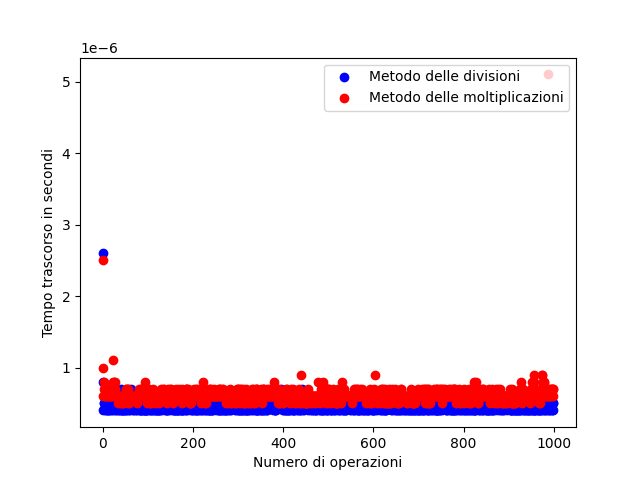 1e−6
Metodo delle divisioni
Metodo delle moltiplicazioni
5
4
3
2
1
Tempo trascorso in secondi
0 200 400 600 800 1000
Numero di operazioni